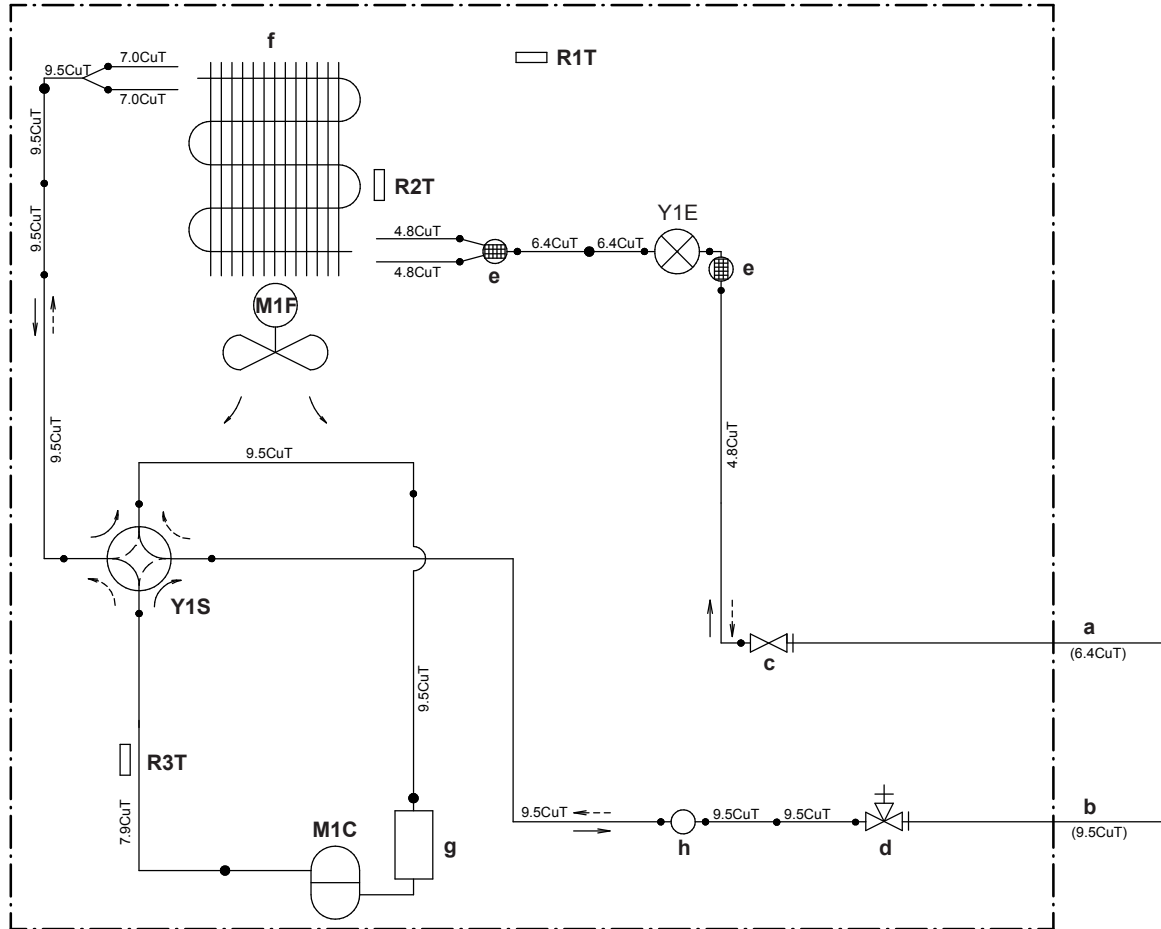 f
R1T
7.0CuT
9.5CuT
7.0CuT
9.5CuT
R2T
Y1E
9.5CuT
4.8CuT
6.4CuT
6.4CuT
4.8CuT
e
e
M1F
9.5CuT
9.5CuT
4.8CuT
Y1S
a
(6.4CuT)
c
9.5CuT
R3T
7.9CuT
M1C
g
9.5CuT
9.5CuT
9.5CuT
b
(9.5CuT)
h
d